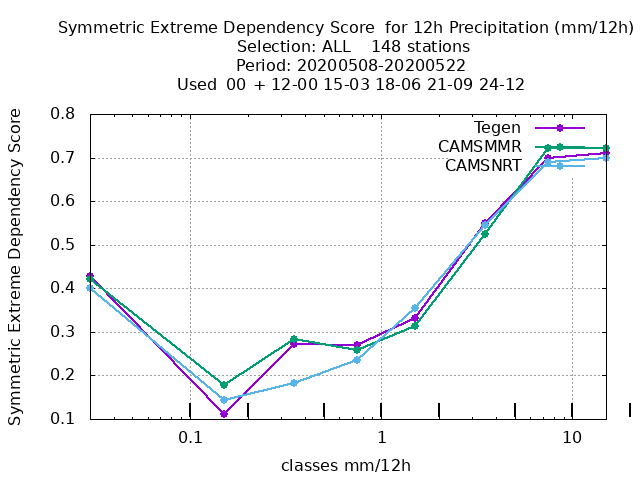 Symmetric Extreme Dependency Score  for 12h Precipitation (mm/12h)
Selection: ALL    148 stations
Period: 20200508-20200522
Used  00 + 12-00 15-03 18-06 21-09 24-12
Symmetric Extreme Dependency Score
0.8
0.7
0.6
0.5
0.4
0.3
0.2
0.1
Tegen
CAMSMMR
CAMSNRT
0.1
1
10
classes mm/12h